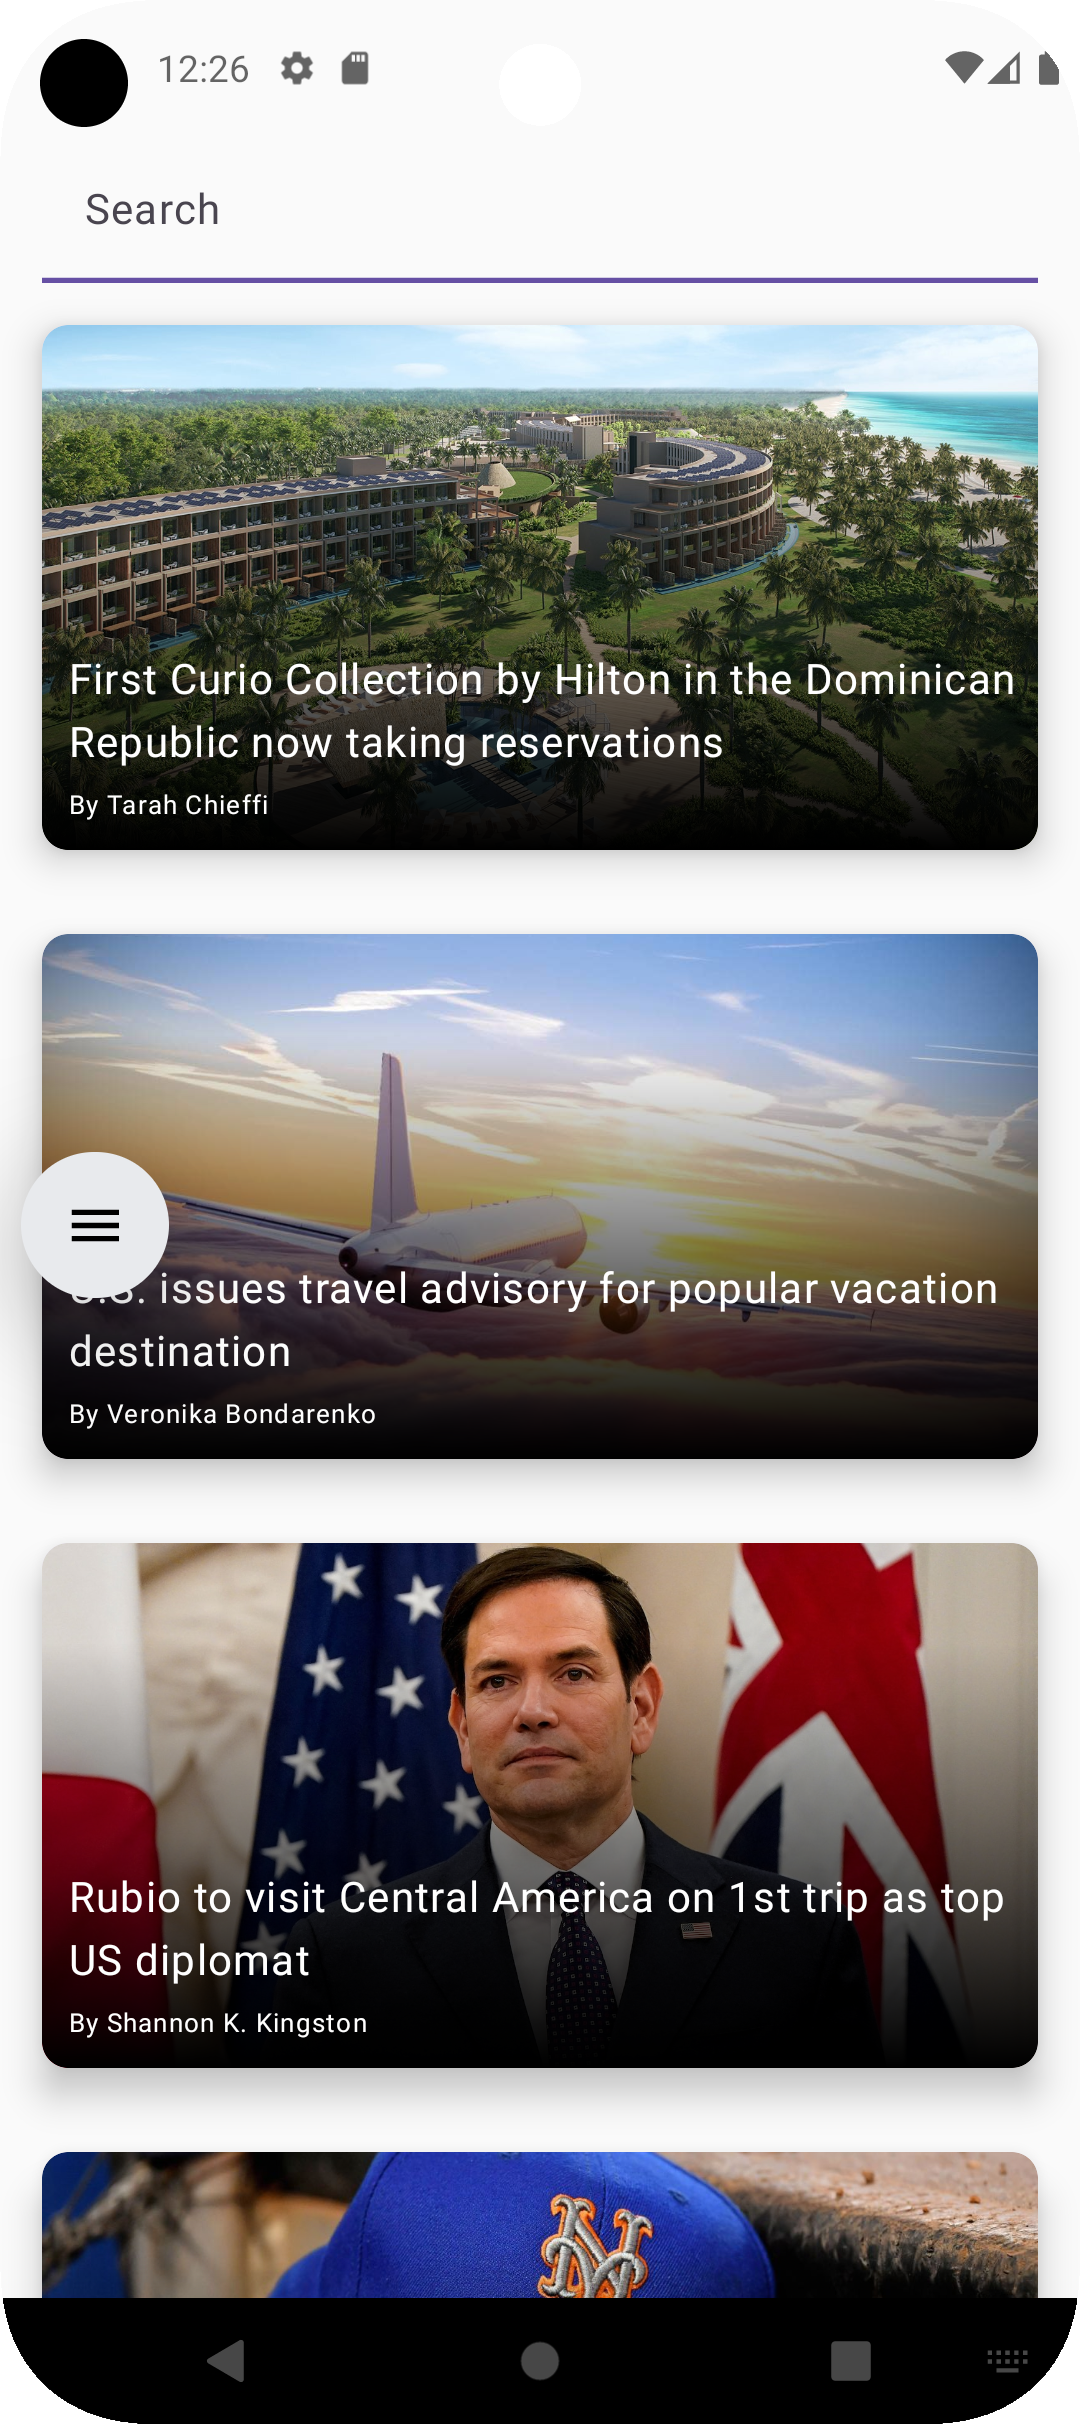 12:26
Search
First Curio Collection by Hilton in the Dominican
Republic now taking reservations
By Tarah Chieffi
U.S. issues travel advisory for popular vacation
destination
By Veronika Bondarenko
Rubio to visit Central America on 1st trip as top
US diplomat
By Shannon K. Kingston
NY